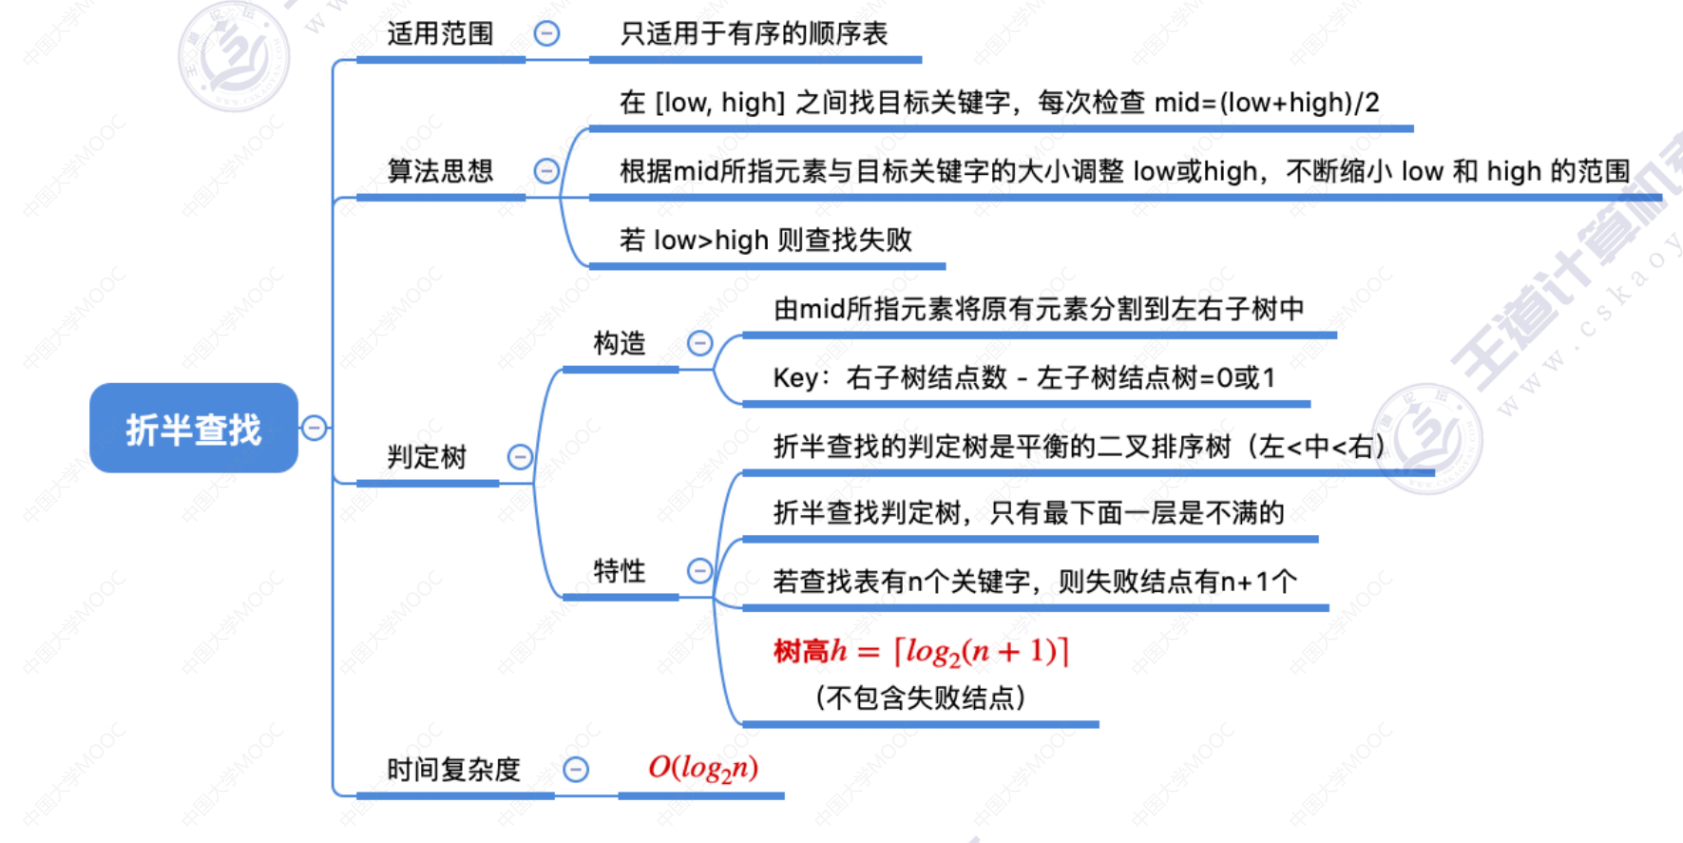 适用范围
只适用于有序的顺序表
在 [low, high] 之间找目标关键字，每次检查 mid=(low+high)/2
算法思想
根据mid所指元素与目标关键字的大小调整 low或high，不断缩小 low 和 high 的范围
若 low>high 则查找失败
由mid所指元素将原有元素分割到左右子树中
构造
Key：右子树结点数 - 左子树结点树=0或1
折半查找
判定树
折半查找的判定树是平衡的二叉排序树（左<中<右）
折半查找判定树，只有最下面一层是不满的
特性
若查找表有n个关键字，则失败结点有n+1个
树高h = ⌈log₂(n + 1)⌉
（不包含失败结点）
时间复杂度
O(log₂n)
中国大学MOOC
王道计算机考
www.cskaoy